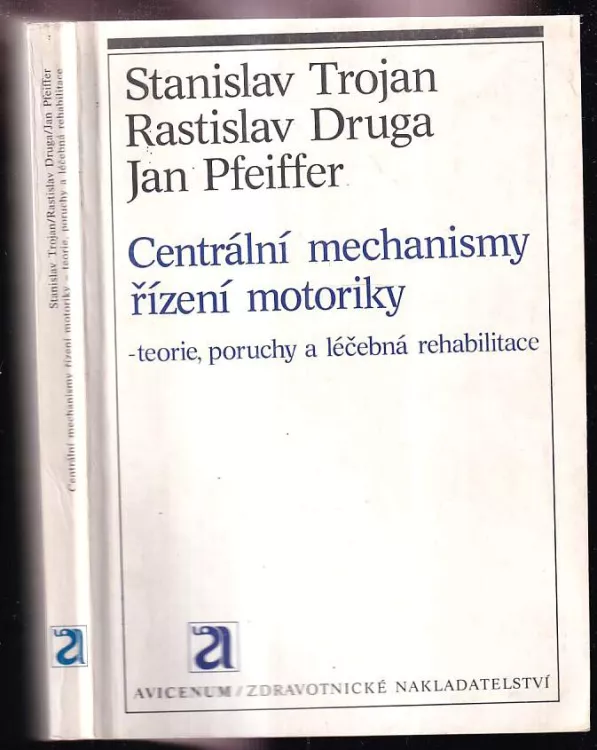 Stanislav Trojan
Rastislav Druga
Jan Pfeiffer
Centrální mechanismy
řízení motoriky
-teorie, poruchy a léčebná rehabilitace
AVICENUM/ZDRAVOTNICKÉ NAKLADATELSTVÍ
Stanislav Trojan/Rastislav Druga/Jan Pfeiffer
Centrální mechanismy řízení motoriky - teorie, poruchy a léčebná rehabilitace